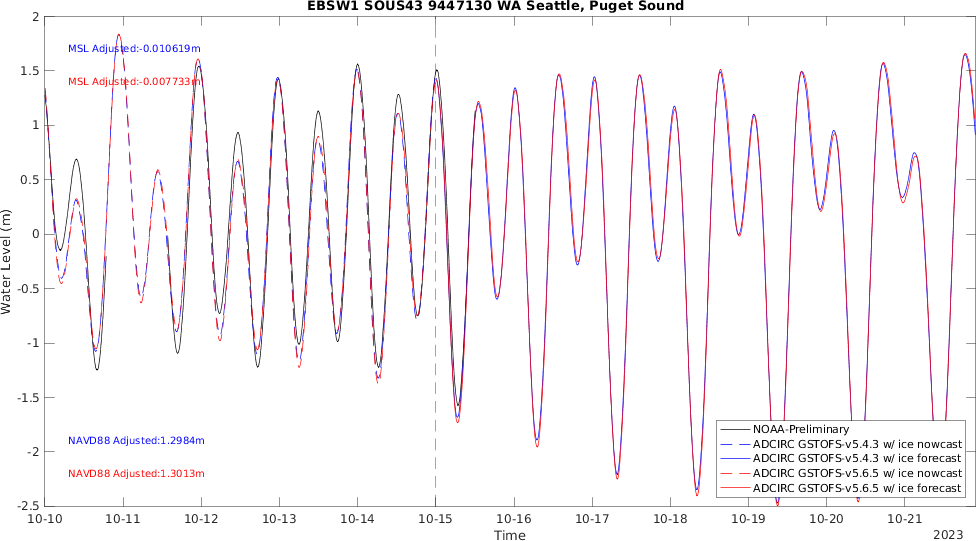 EBSW1 SOUS43 9447130 WA Seattle, Puget Sound
2
MSL Adjusted:-0.010619m
1.5
MSL Adjusted:-0.007733m
1
0.5
0
-0.5
-1
-1.5
-2
-2.5
Water Level (m)
NAVD88 Adjusted:1.2984m
NAVD88 Adjusted:1.3013m
NOAA-Preliminary
ADCIRC GSTOFS-v5.4.3 w/ ice nowcast
ADCIRC GSTOFS-v5.4.3 w/ ice forecast
ADCIRC GSTOFS-v5.6.5 w/ ice nowcast
ADCIRC GSTOFS-v5.6.5 w/ ice forecast
10-10 10-11 10-12 10-13 10-14 10-15 10-16 10-17 10-18 10-19 10-20 10-21
Time
2023